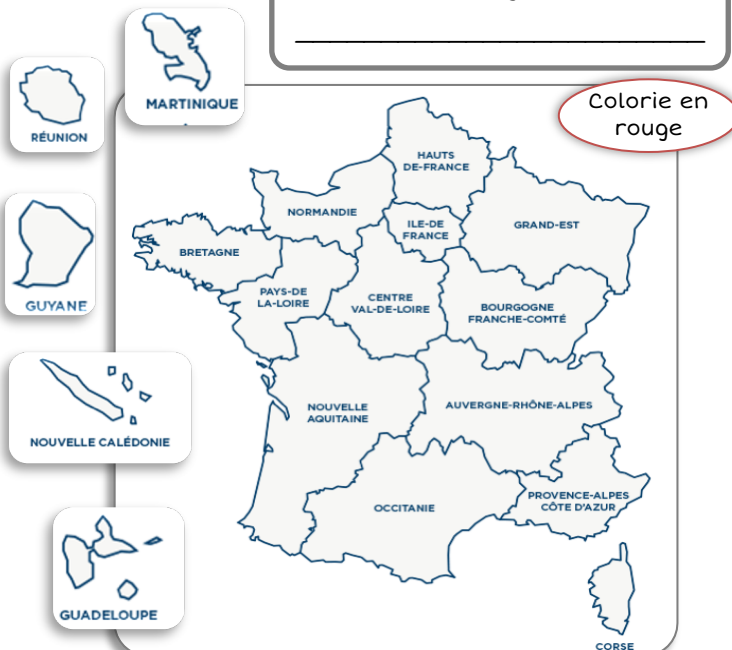 MARTINIQUE
Colorie en
rouge
RÉUNION
HAUTS
DE-FRANCE
NORMANDIE
ILE-DE
FRANCE
GRAND-EST
BRETAGNE
PAYS-DE
LA-LOIRE
CENTRE
VAL-DE-LOIRE
BOURGOGNE
FRANCHE-COMTÉ
GUYANE
NOUVELLE
AQUITAINE
AUVERGNE-RHÔNE-ALPES
NOUVELLE CALÉDONIE
OCCITANIE
PROVENCE-ALPES
CÔTE D'AZUR
GUADELOUPE
CORSE